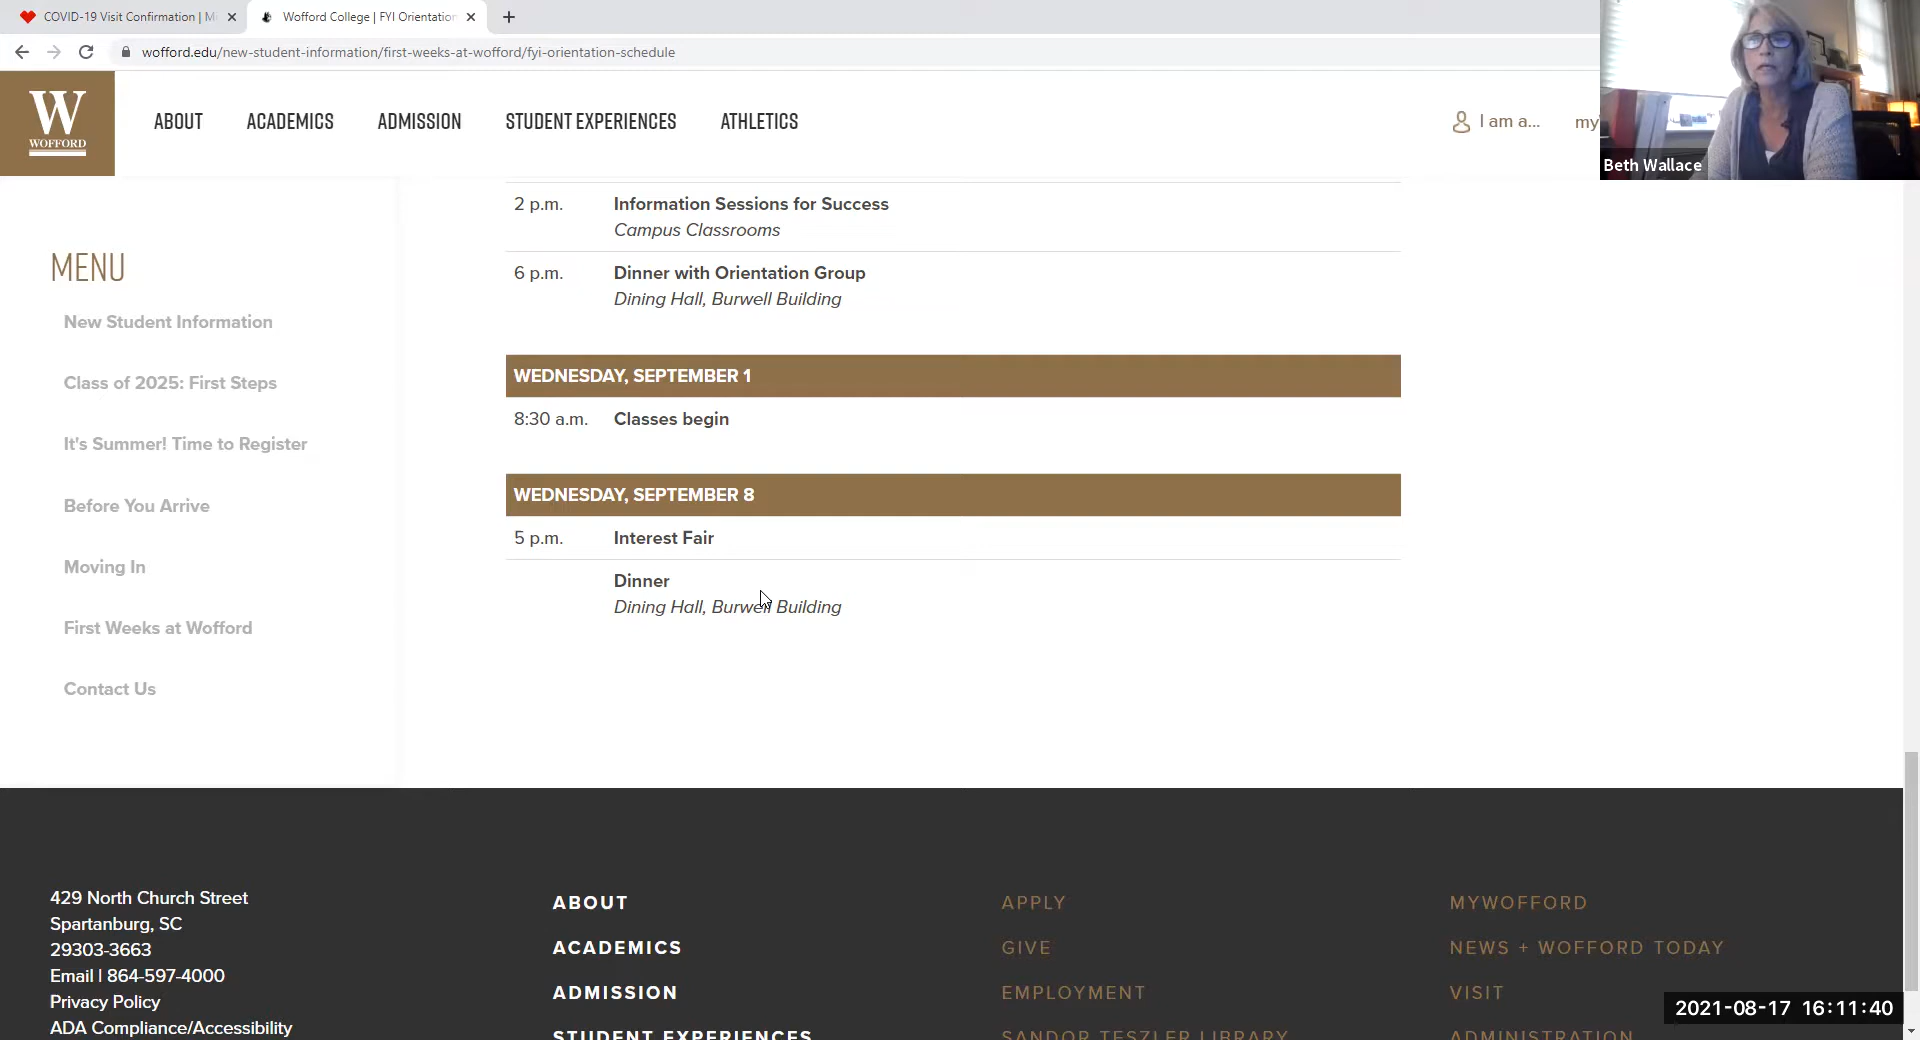 COVID-19 Visit Confirmation | M
Wofford College | FYI Orientation
wofford.edu/new-student-information/first-weeks-at-wofford/fyi-orientation-schedule
W
WOFFORD
ABOUT
ACADEMICS
ADMISSION
STUDENT EXPERIENCES
ATHLETICS
I am a...
my
Beth Wallace
MENU
New Student Information
Class of 2025: First Steps
It's Summer! Time to Register
Before You Arrive
Moving In
First Weeks at Wofford
Contact Us
2 p.m. Information Sessions for Success
Campus Classrooms
6 p.m. Dinner with Orientation Group
Dining Hall, Burwell Building
WEDNESDAY, SEPTEMBER 1
8:30 a.m. Classes begin
WEDNESDAY, SEPTEMBER 8
5 p.m. Interest Fair
Dinner
Dining Hall, Burwell Building
429 North Church Street
Spartanburg, SC
29303-3663
Email | 864-597-4000
Privacy Policy
ADA Compliance/Accessibility
ABOUT
ACADEMICS
ADMISSION
STUDENT EXPERIENCES
APPLY
GIVE
EMPLOYMENT
SANDOR TESZLER LIBRARY
MYWOFFORD
NEWS + WOFFORD TODAY
VISIT
ADMINISTRATION
2021-08-17 16:11:40